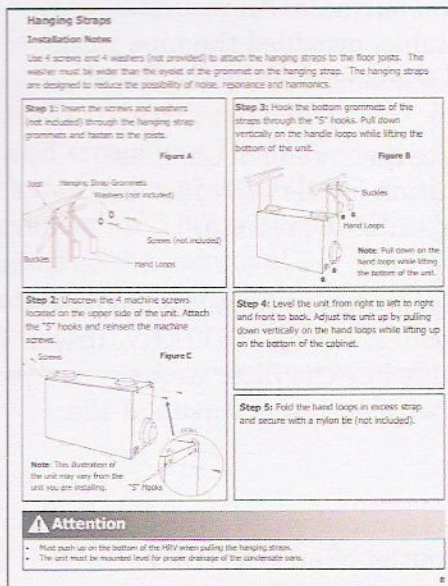 Hanging Straps
Installation Notes
Use 4 screws and 4 washers (not provided) to attach the hanging straps to the floor joists. The
washer must be wider than the eyelet of the grommet on the hanging strap. The hanging straps
are designed to reduce the possibility of noise, resonance and harmonics.
Step 1: Insert the screws and washers
(not included) through the hanging strap
grommets and fasten to the joists.
Figure A
Joist
Hanging Strap Grommets
Washers (not included)
Screws (not included)
Buckles
Hand Loops
Step 3: Hook the bottom grommets of the
straps through the "S" hooks. Pull down
vertically on the handle loops while lifting the
bottom of the unit.
Figure B
Buckles
Hand Loops
Note: Pull down on the
hand loops while lifting
the bottom of the unit.
Step 2: Unscrew the 4 machine screws
located on the upper side of the unit. Attach
the "S" hooks and reinsert the machine
screws.
Figure C
Screws
Note: This illustration of
the unit may vary from the
unit you are installing.
"S" Hooks
Step 4: Level the unit from right to left to right
and front to back. Adjust the unit up by pulling
down vertically on the hand loops while lifting up
on the bottom of the cabinet.
Step 5: Fold the hand loops in excess strap
and secure with a nylon tie (not included).
Attention
• Must push up on the bottom of the HRV when pulling the hanging straps.
• The unit must be mounted level for proper drainage of the condensate pans.